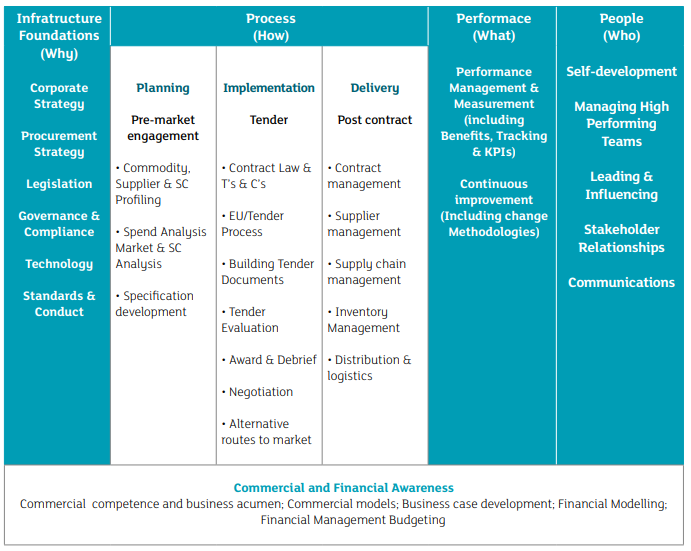 Infratructure
Foundations
(Why)
Process
(How)
Performace
(What)
People
(Who)
Corporate
Strategy
Procurement
Strategy
Legislation
Governance &
Compliance
Technology
Standards &
Conduct
Planning
Pre-market
engagement
• Commodity,
Supplier & SC
Profiling
• Spend Analysis
Market & SC
Analysis
• Specification
development
Implementation
Tender
• Contract Law &
T's & C's
• EU/Tender
Process
• Building Tender
Documents
• Tender
Evaluation
• Award & Debrief
• Negotiation
• Alternative
routes to market
Delivery
Post contract
• Contract
management
• Supplier
management
• Supply chain
management
• Inventory
Management
• Distribution &
logistics
Performance
Management &
Measurement
(including
Benefits, Tracking
& KPIs)
Continuous
improvement
(Including change
Methodologies)
Self-development
Managing High
Performing
Teams
Leading &
Influencing
Stakeholder
Relationships
Communications
Commercial and Financial Awareness
Commercial competence and business acumen; Commercial models; Business case development; Financial Modelling;
Financial Management Budgeting